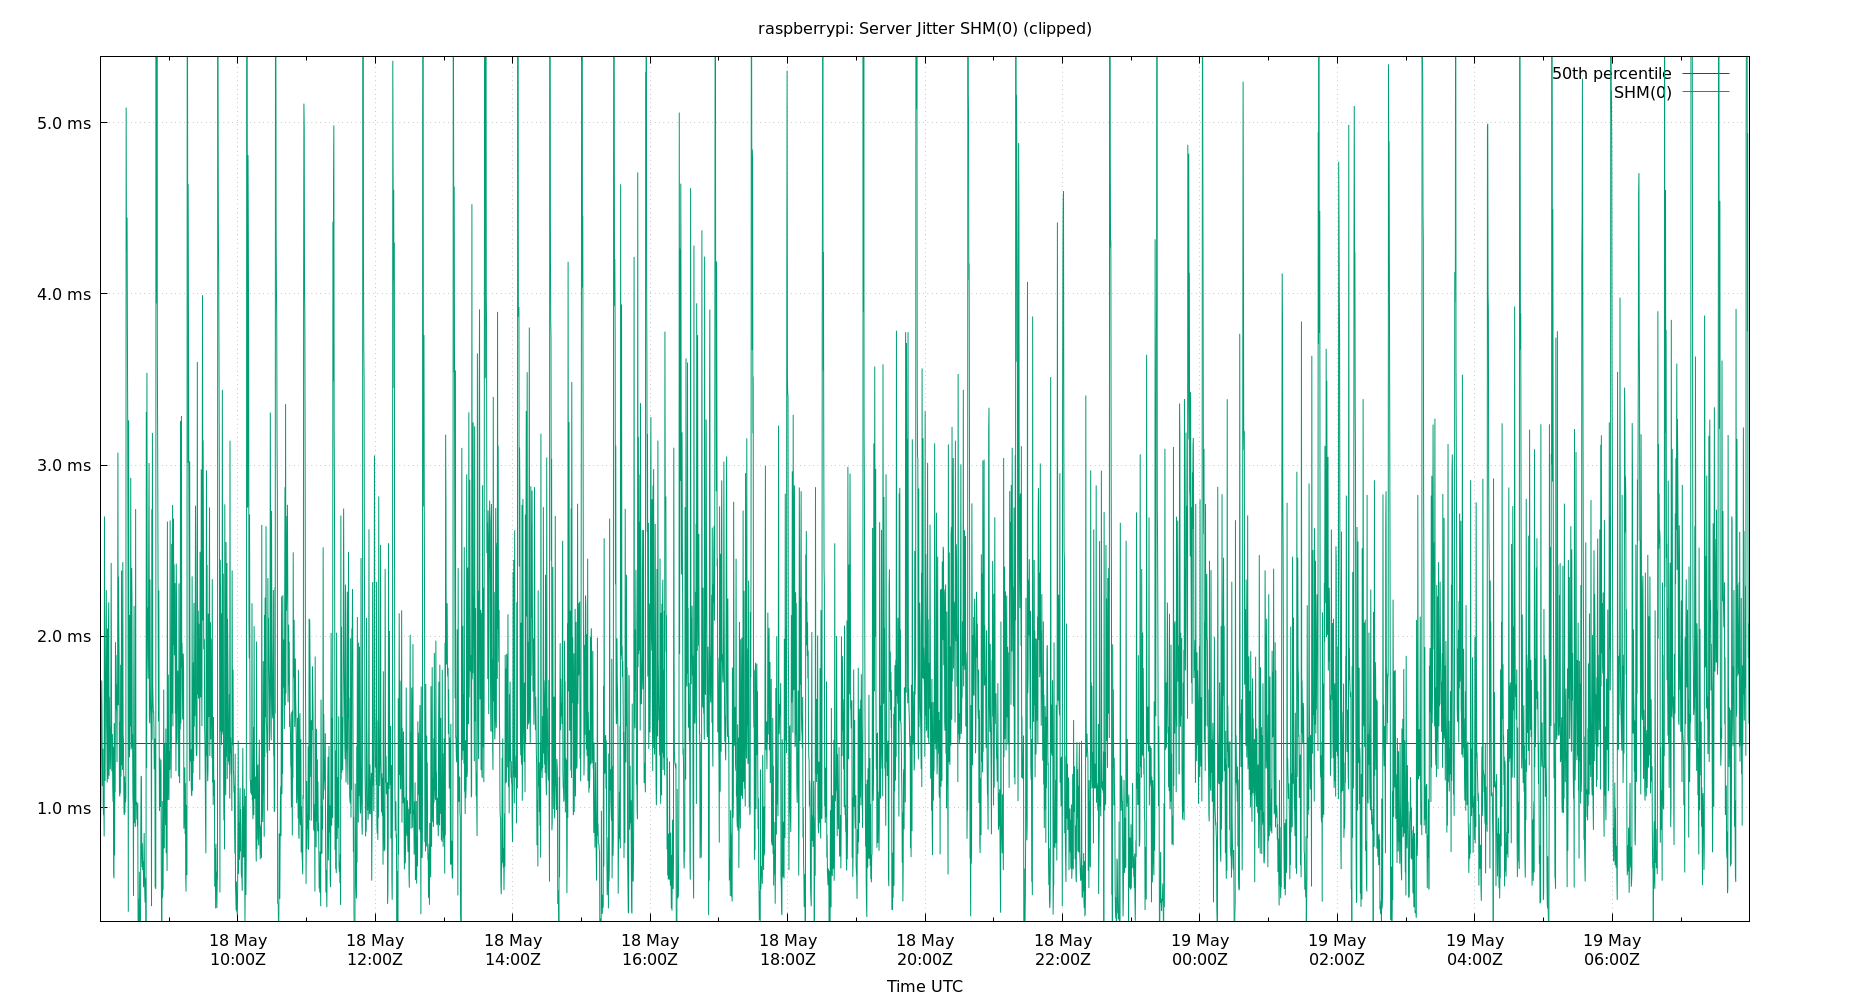 raspberrypi: Server Jitter SHM(0) (clipped)
50th percentile
SHM(0)
5.0 ms
4.0 ms
3.0 ms
2.0 ms
1.0 ms
18 May 18 May 18 May 18 May 18 May 18 May 18 May 19 May 19 May 19 May 19 May
10:00Z 12:00Z 14:00Z 16:00Z 18:00Z 20:00Z 22:00Z 00:00Z 02:00Z 04:00Z 06:00Z
Time UTC